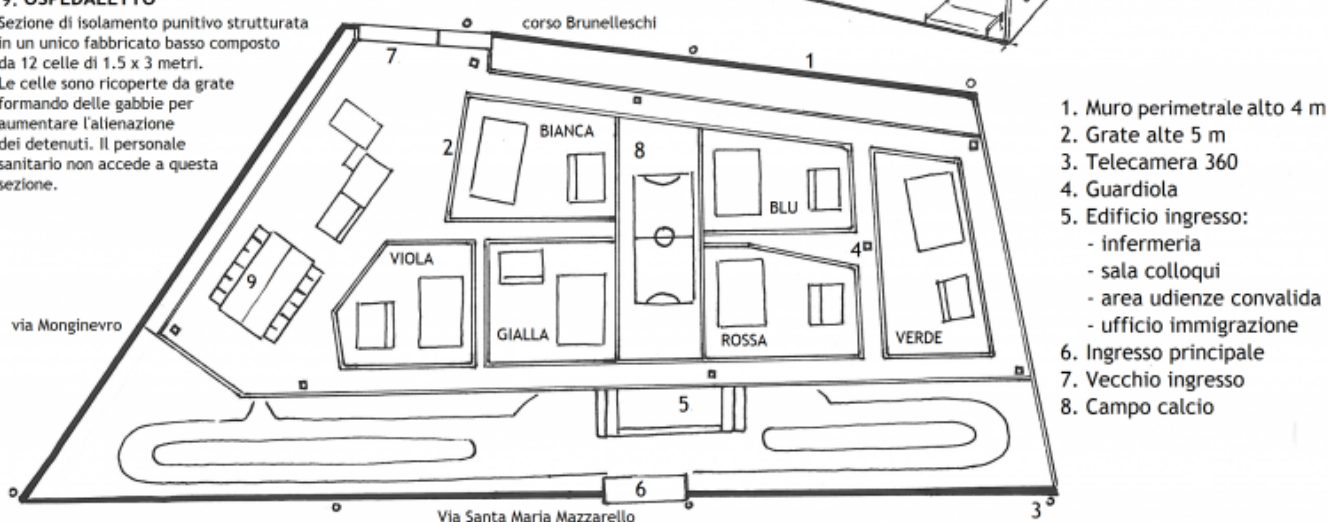 9. OSPEDALETTO
Sezione di isolamento punitivo strutturata
in un unico fabbricato basso composto
da 12 celle di 1.5 x 3 metri.
Le celle sono ricoperte da grate
formando delle gabbie per
aumentare l'alienazione
dei detenuti. Il personale
sanitario non accede a questa
sezione.
corso Brunelleschi
7
1
2
BIANCA
8
BLU
4
VIOLA
9
GIALLA
ROSSA
VERDE
via Monginevro
5
6
3
Via Santa Maria Mazzarello
1. Muro perimetrale alto 4 m
2. Grate alte 5 m
3. Telecamera 360
4. Guardiola
5. Edificio ingresso:
- infermeria
- sala colloqui
- area udienze convalida
- ufficio immigrazione
6. Ingresso principale
7. Vecchio ingresso
8. Campo calcio